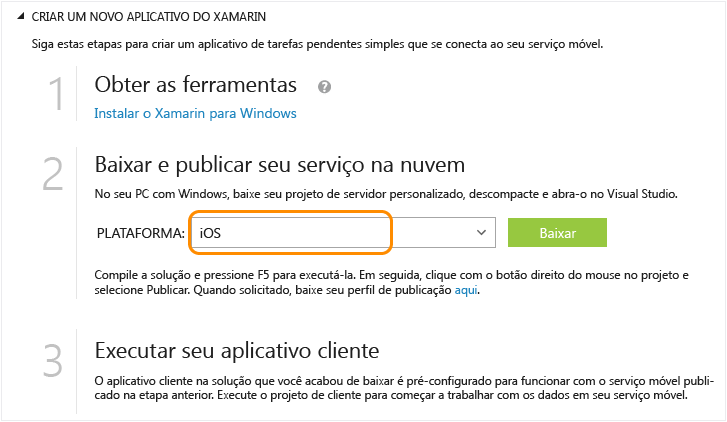 CRIAR UM NOVO APLICATIVO DO XAMARIN
Siga estas etapas para criar um aplicativo de tarefas pendentes simples que se conecta ao seu serviço móvel.
1
Obter as ferramentas ?
Instalar o Xamarin para Windows
2
Baixar e publicar seu serviço na nuvem
No seu PC com Windows, baixe seu projeto de servidor personalizado, descompacte e abra-o no Visual Studio.
PLATAFORMA: iOS Baixar
Compile a solução e pressione F5 para executá-la. Em seguida, clique com o botão direito do mouse no projeto e
selecione Publicar. Quando solicitado, baixe seu perfil de publicação aqui.
3
Executar seu aplicativo cliente
O aplicativo cliente na solução que você acabou de baixar é pré-configurado para funcionar com o serviço móvel publi-
cado na etapa anterior. Execute o projeto de cliente para começar a trabalhar com os dados em seu serviço móvel.